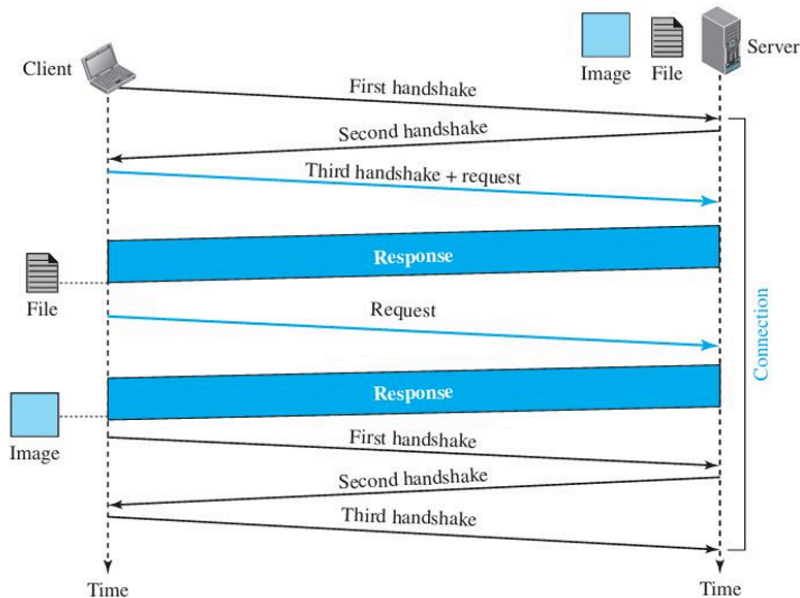 Client
Server
Image
File
First handshake
Second handshake
Third handshake + request
Response
File
Request
Connection
Response
Image
First handshake
Second handshake
Third handshake
Time
Time